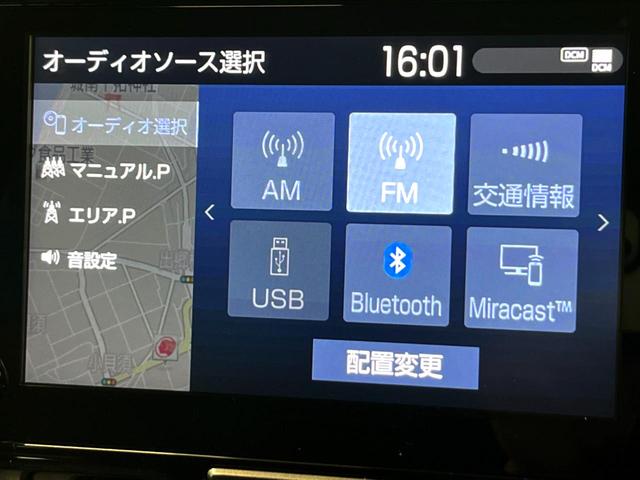 オーディオソース選択 16:01 DCM
DCM
オーディオ選択
マニュアル.P
エリア.P
音設定
AM FM 交通情報
USB Bluetooth Miracast™
配置変更